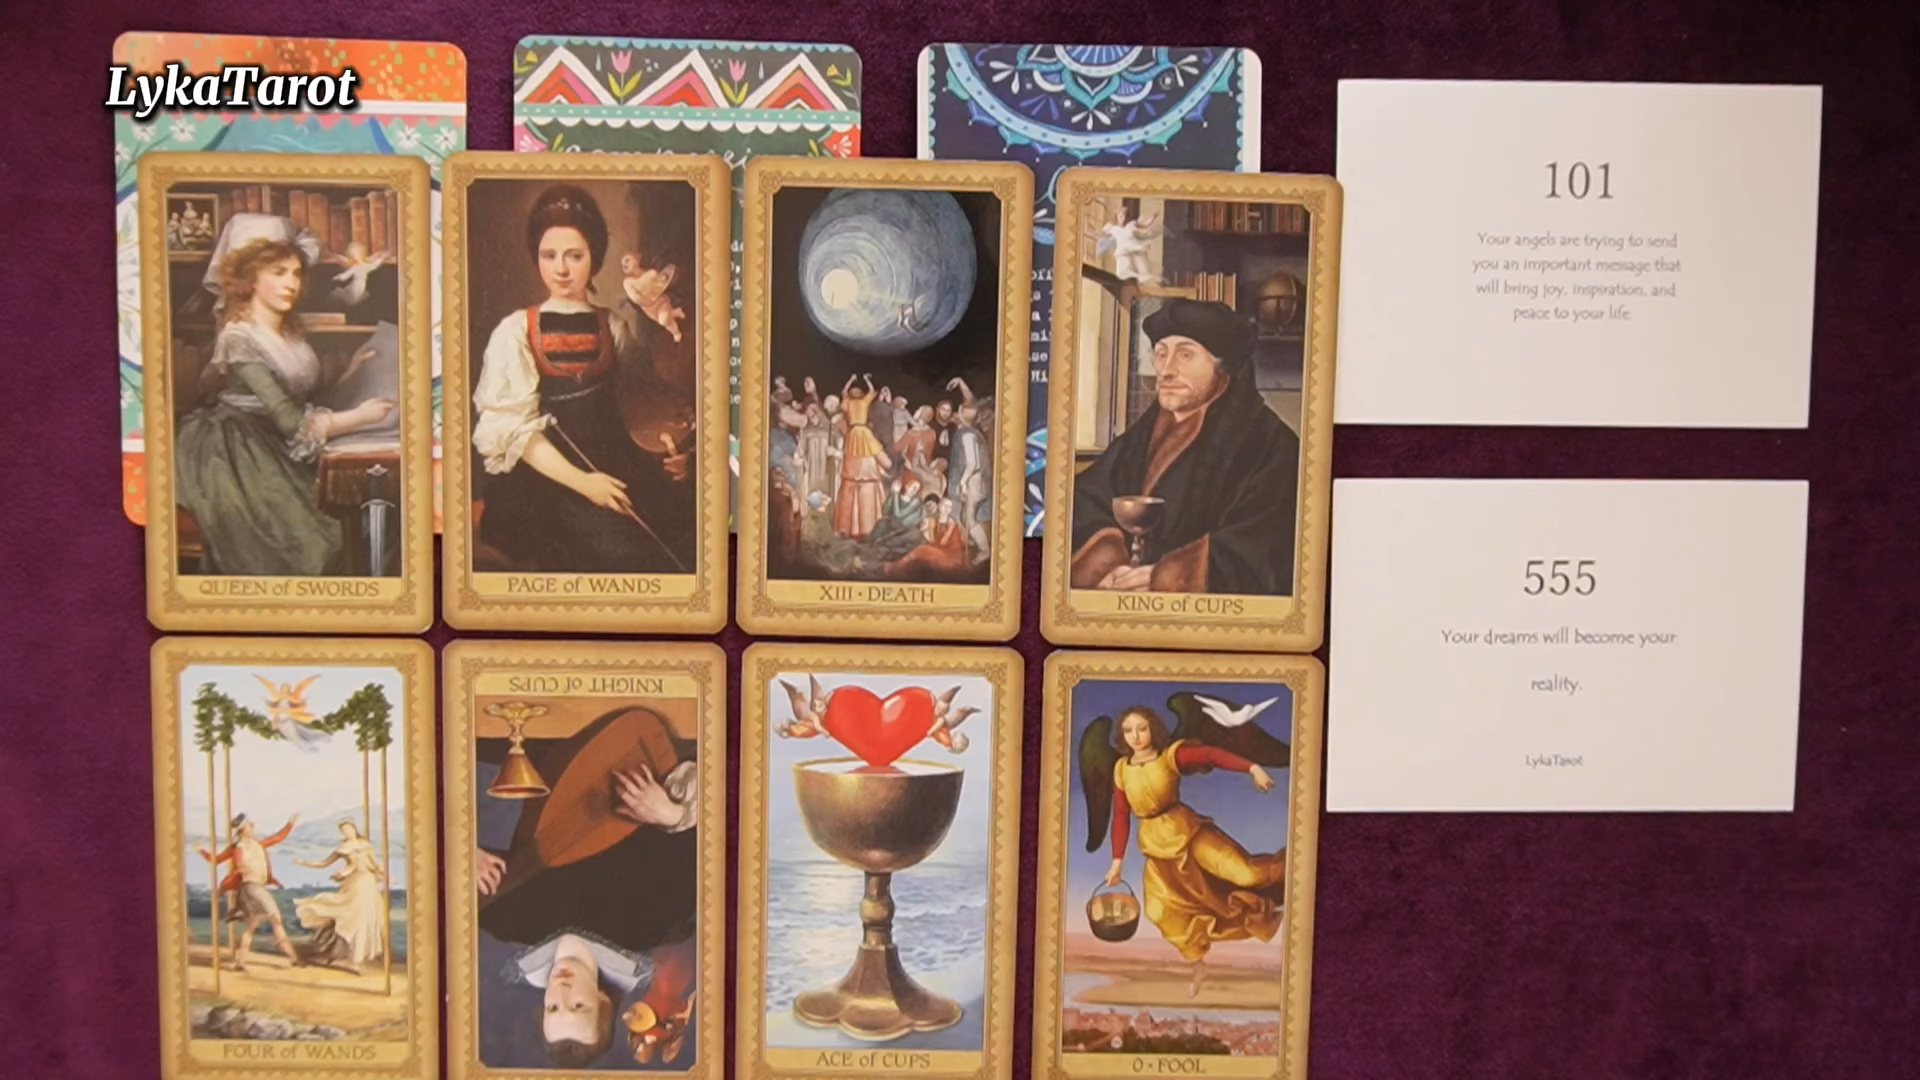 LykaTarot
QUEEN of SWORDS
PAGE of WANDS
XIII • DEATH
KING of CUPS
FOUR of WANDS
KNIGHT of CUPS
ACE of CUPS
0 • FOOL
101
Your angels are trying to send
you an important message that
will bring joy, inspiration, and
peace to your life.
555
Your dreams will become your
reality.
LykaTarot